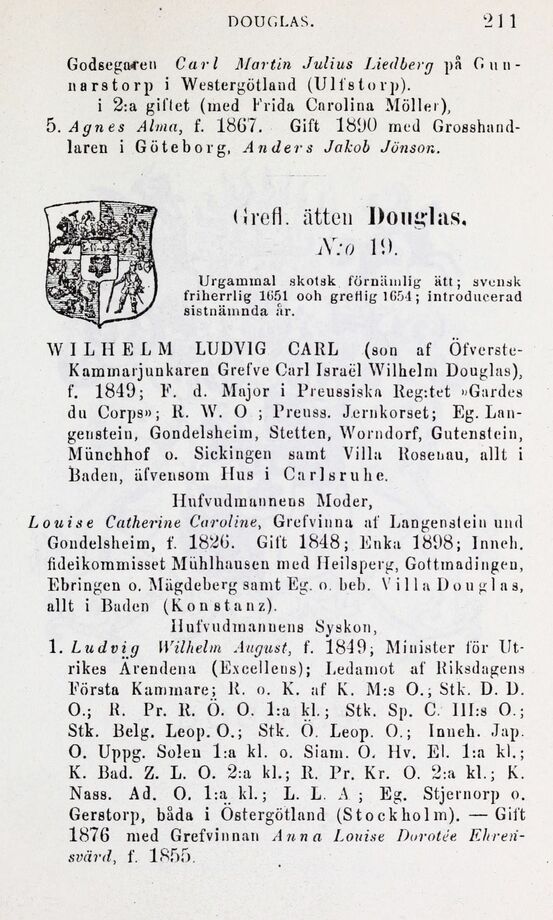 DOUGLAS. 211
Godsegaren Carl Martin Julius Liedberg på Gun-
narstorp i Westergötland (Ulfstorp).
i 2:a giftet (med Frida Carolina Möller),
5. Agnes Alma, f. 1867. Gift 1890 med Grosshand-
laren i Göteborg, Anders Jakob Jönson.
Grefl. ätten Douglas.
N:o 19.
Urgammal skotsk förnämlig ätt; svensk
friherrlig 1651 och greflig 1654; introducerad
sistnämnda år.
WILHELM LUDVIG CARL (son af Öfverste-
Kammarjunkaren Grefve Carl Israël Wilhelm Douglas),
f. 1849; F. d. Major i Preussiska Reg:tet »Gardes
du Corps»; R. W. O ; Preuss. Jernkorset; Eg. Lan-
genstein, Gondelsheim, Stetten, Worndorf, Gutenstein,
Münchhof o. Sickingen samt Villa Rosenau, allt i
Baden, äfvensom Hus i Carlsruhe.
Hufvudmannens Moder,
Louise Catherine Caroline, Grefvinna af Langenstein und
Gondelsheim, f. 1826. Gift 1848; Enka 1898; Inneh.
fideikommisset Mühlhausen med Heilsperg, Gottmadingen,
Ebringen o. Mägdeberg samt Eg. o. beb. Villa Douglas,
allt i Baden (Konstanz).
Hufvudmannens Syskon,
1. Ludvig Wilhelm August, f. 1849; Minister för Ut-
rikes Ärendena (Excellens); Ledamot af Riksdagens
Första Kammare; R. o. K. af K. M:s O.; Stk. D. D.
O.; R. Pr. R. Ö. O. 1:a kl.; Stk. Sp. C. III:s O.;
Stk. Belg. Leop. O.; Stk. Ö. Leop. O.; Inneh. Jap.
O. Uppg. Solen 1:a kl. o. Siam. O. Hv. El. 1:a kl.;
K. Bad. Z. L. O. 2:a kl.; R. Pr. Kr. O. 2:a kl.; K.
Nass. Ad. O. 1:a kl.; L. L. A ; Eg. Stjernorp o.
Gerstorp, båda i Östergötland (Stockholm). — Gift
1876 med Grefvinnan Anna Louise Dorotée Ehren-
svärd, f. 1855.